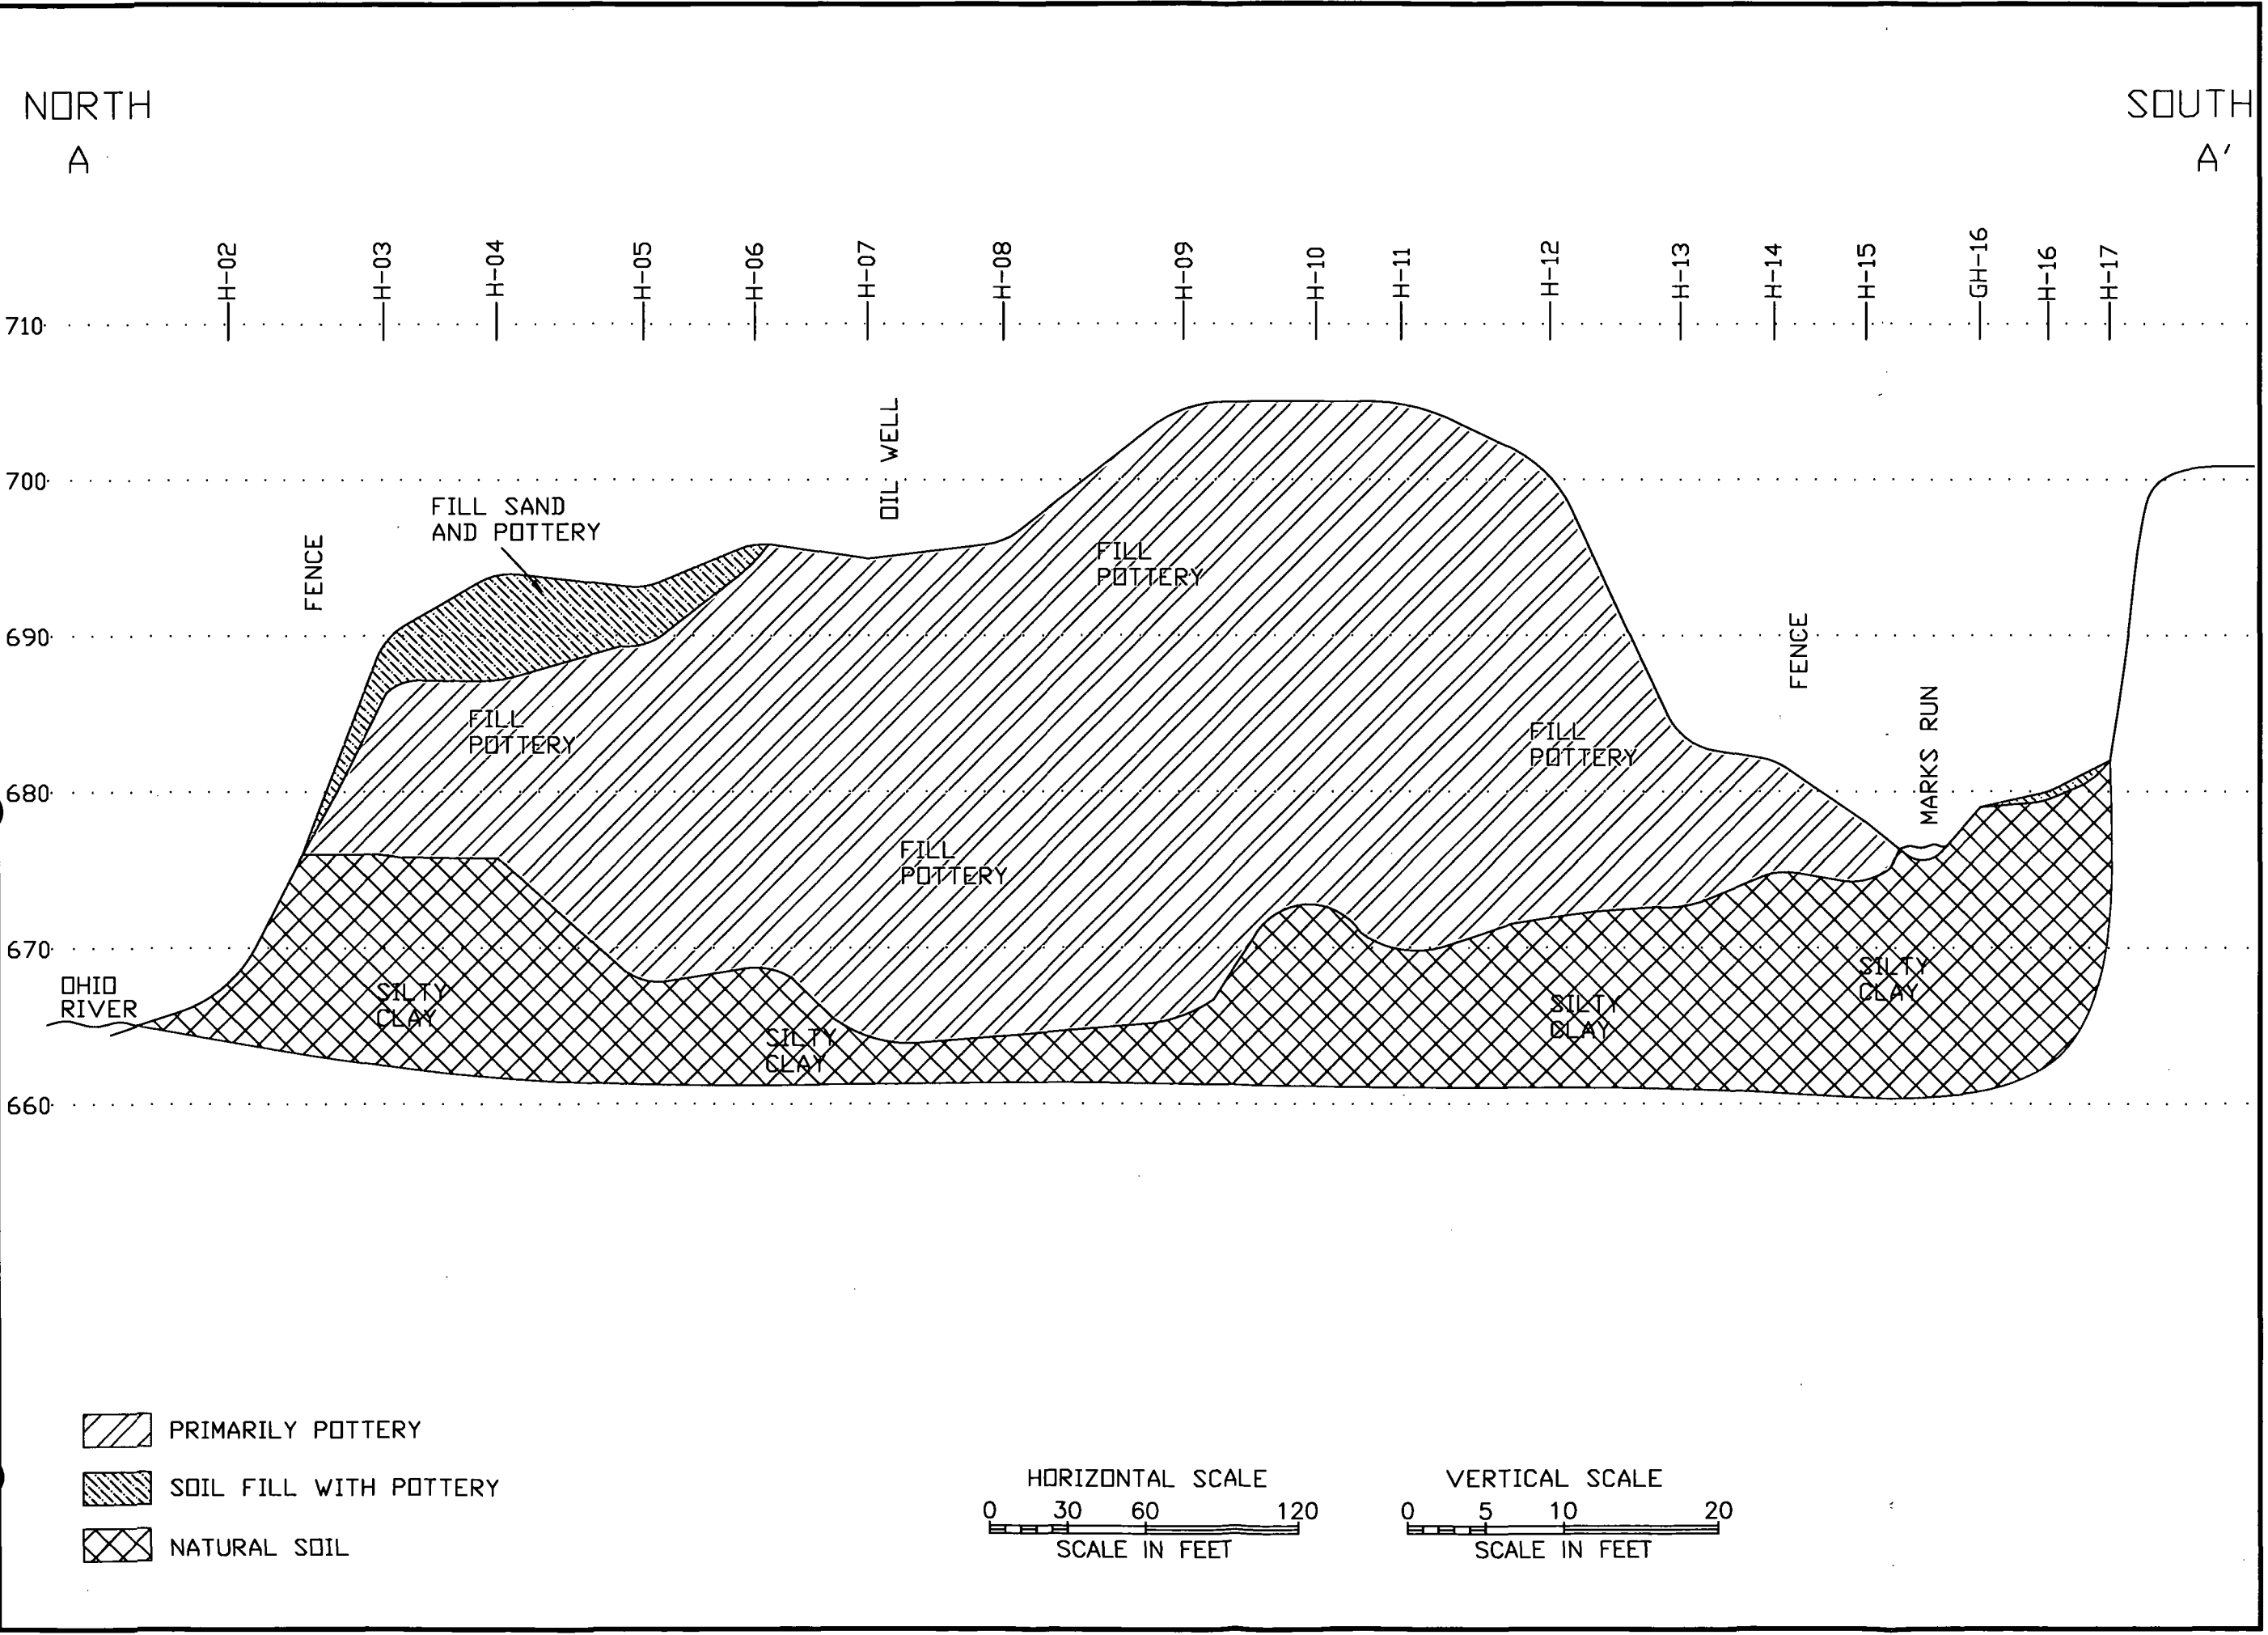 NORTH
SOUTH
A
A'
H-02
H-03
H-04
H-05
H-06
H-07
H-08
H-09
H-10
H-11
H-12
H-13
H-14
H-15
GH-16
H-16
H-17
710
700
690
680
670
660
FENCE
FILL SAND
AND POTTERY
OIL WELL
FILL
POTTERY
FILL
POTTERY
FILL
POTTERY
FILL
POTTERY
FENCE
MARKS RUN
OHIO
RIVER
SILTY
CLAY
SILTY
CLAY
SILTY
CLAY
SILTY
CLAY
PRIMARILY POTTERY
SOIL FILL WITH POTTERY
NATURAL SOIL
HORIZONTAL SCALE
0 30 60 120
SCALE IN FEET
VERTICAL SCALE
0 5 10 20
SCALE IN FEET